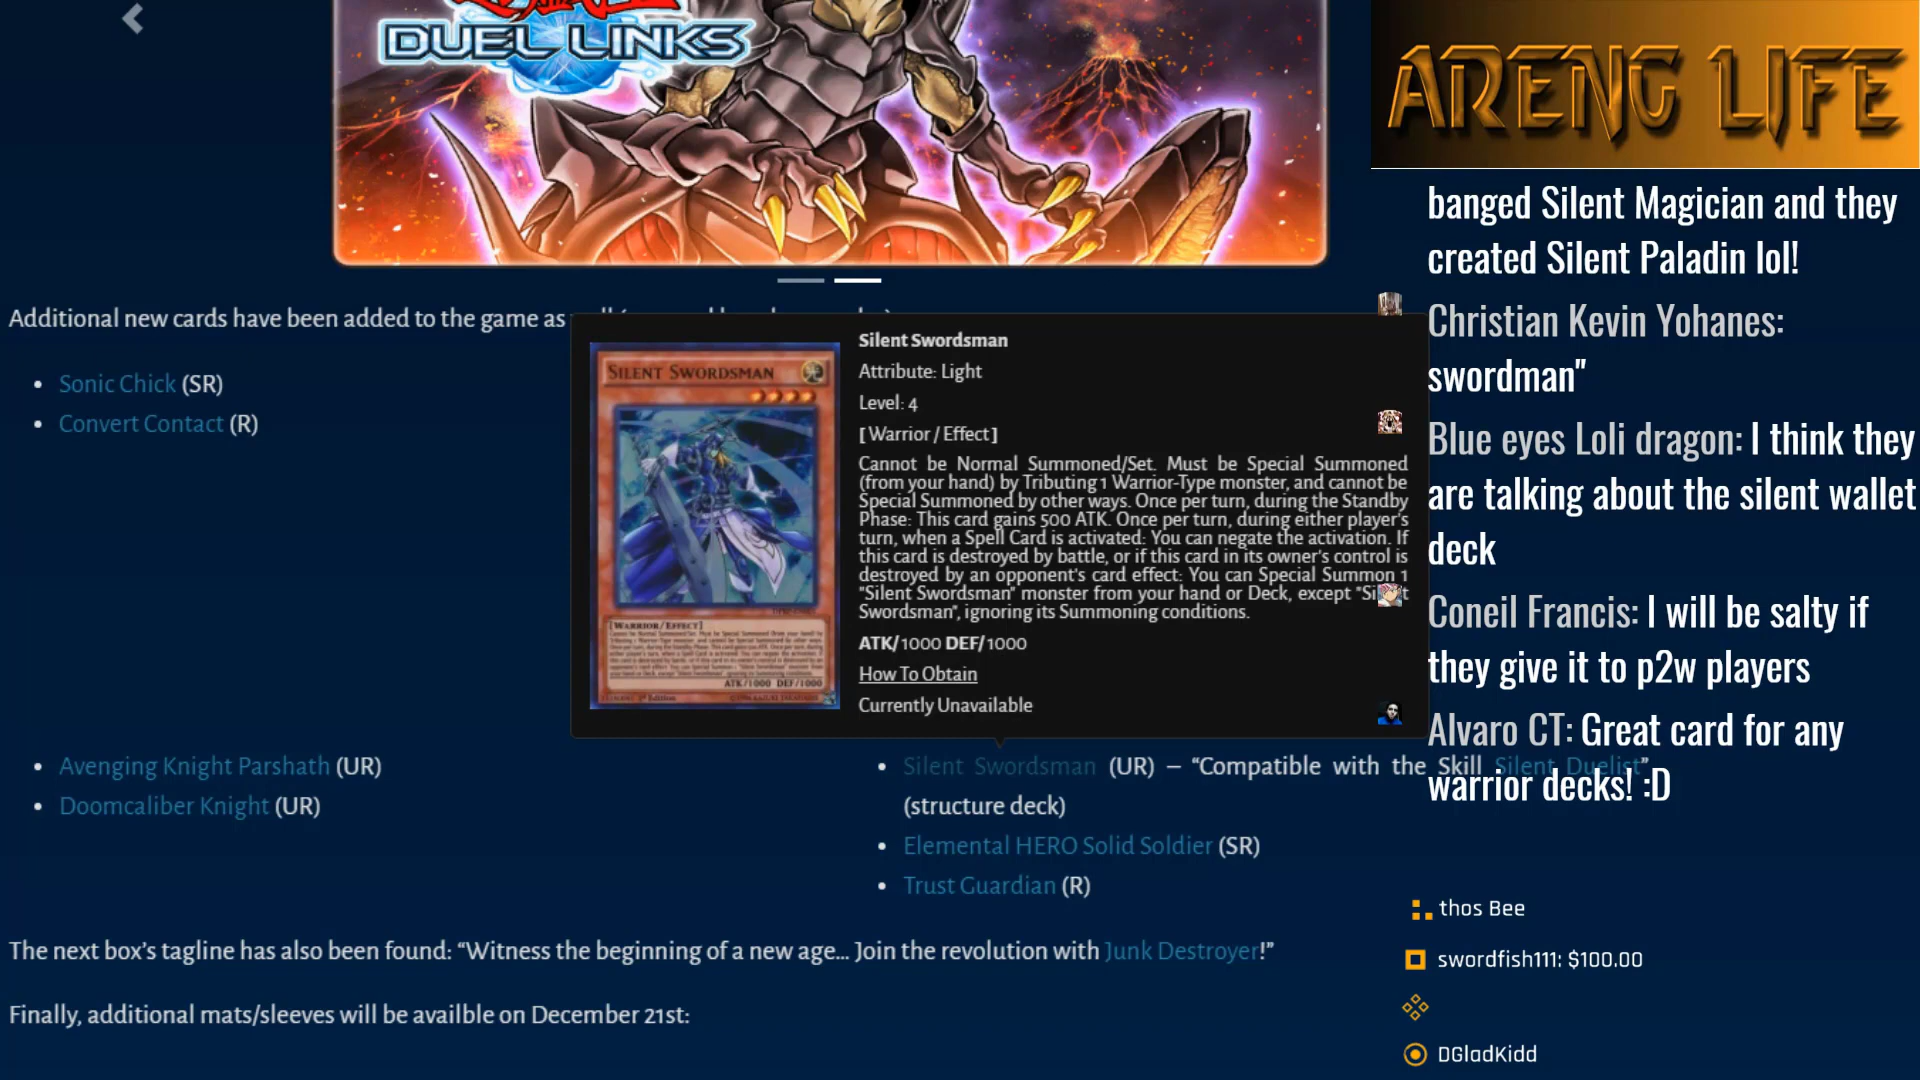 DUEL LINKS
ARENG LIFE
banged Silent Magician and they
created Silent Paladin lol!
Christian Kevin Yohanes:
swordman"
Blue eyes Loli dragon: I think they
are talking about the silent wallet
deck
Coneil Francis: I will be salty if
they give it to p2w players
Alvaro CT: Great card for any
warrior decks! :D
Additional new cards have been added to the game as
Sonic Chick (SR)
Convert Contact (R)
SILENT SWORDSMAN
[WARRIOR/EFFECT]
ATK/1000 DEF/1000
1st Edition
Silent Swordsman
Attribute: Light
Level: 4
[ Warrior / Effect ]
Cannot be Normal Summoned/Set. Must be Special Summoned
(from your hand) by Tributing 1 Warrior-Type monster, and cannot be
Special Summoned by other ways. Once per turn, during the Standby
Phase: This card gains 500 ATK. Once per turn, during either player's
turn, when a Spell Card is activated: You can negate the activation. If
this card is destroyed by battle, or if this card in its owner's control is
destroyed by an opponent's card effect: You can Special Summon 1
"Silent Swordsman" monster from your hand or Deck, except "Silent
Swordsman", ignoring its Summoning conditions.
ATK/1000 DEF/1000
How To Obtain
Currently Unavailable
Avenging Knight Parshath (UR)
Doomcaliber Knight (UR)
Silent Swordsman (UR) – “Compatible with the Skill Silent Duelist”
(structure deck)
Elemental HERO Solid Soldier (SR)
Trust Guardian (R)
The next box’s tagline has also been found: “Witness the beginning of a new age… Join the revolution with Junk Destroyer!”
Finally, additional mats/sleeves will be availble on December 21st:
thos Bee
swordfish111: $100.00
DGladKidd